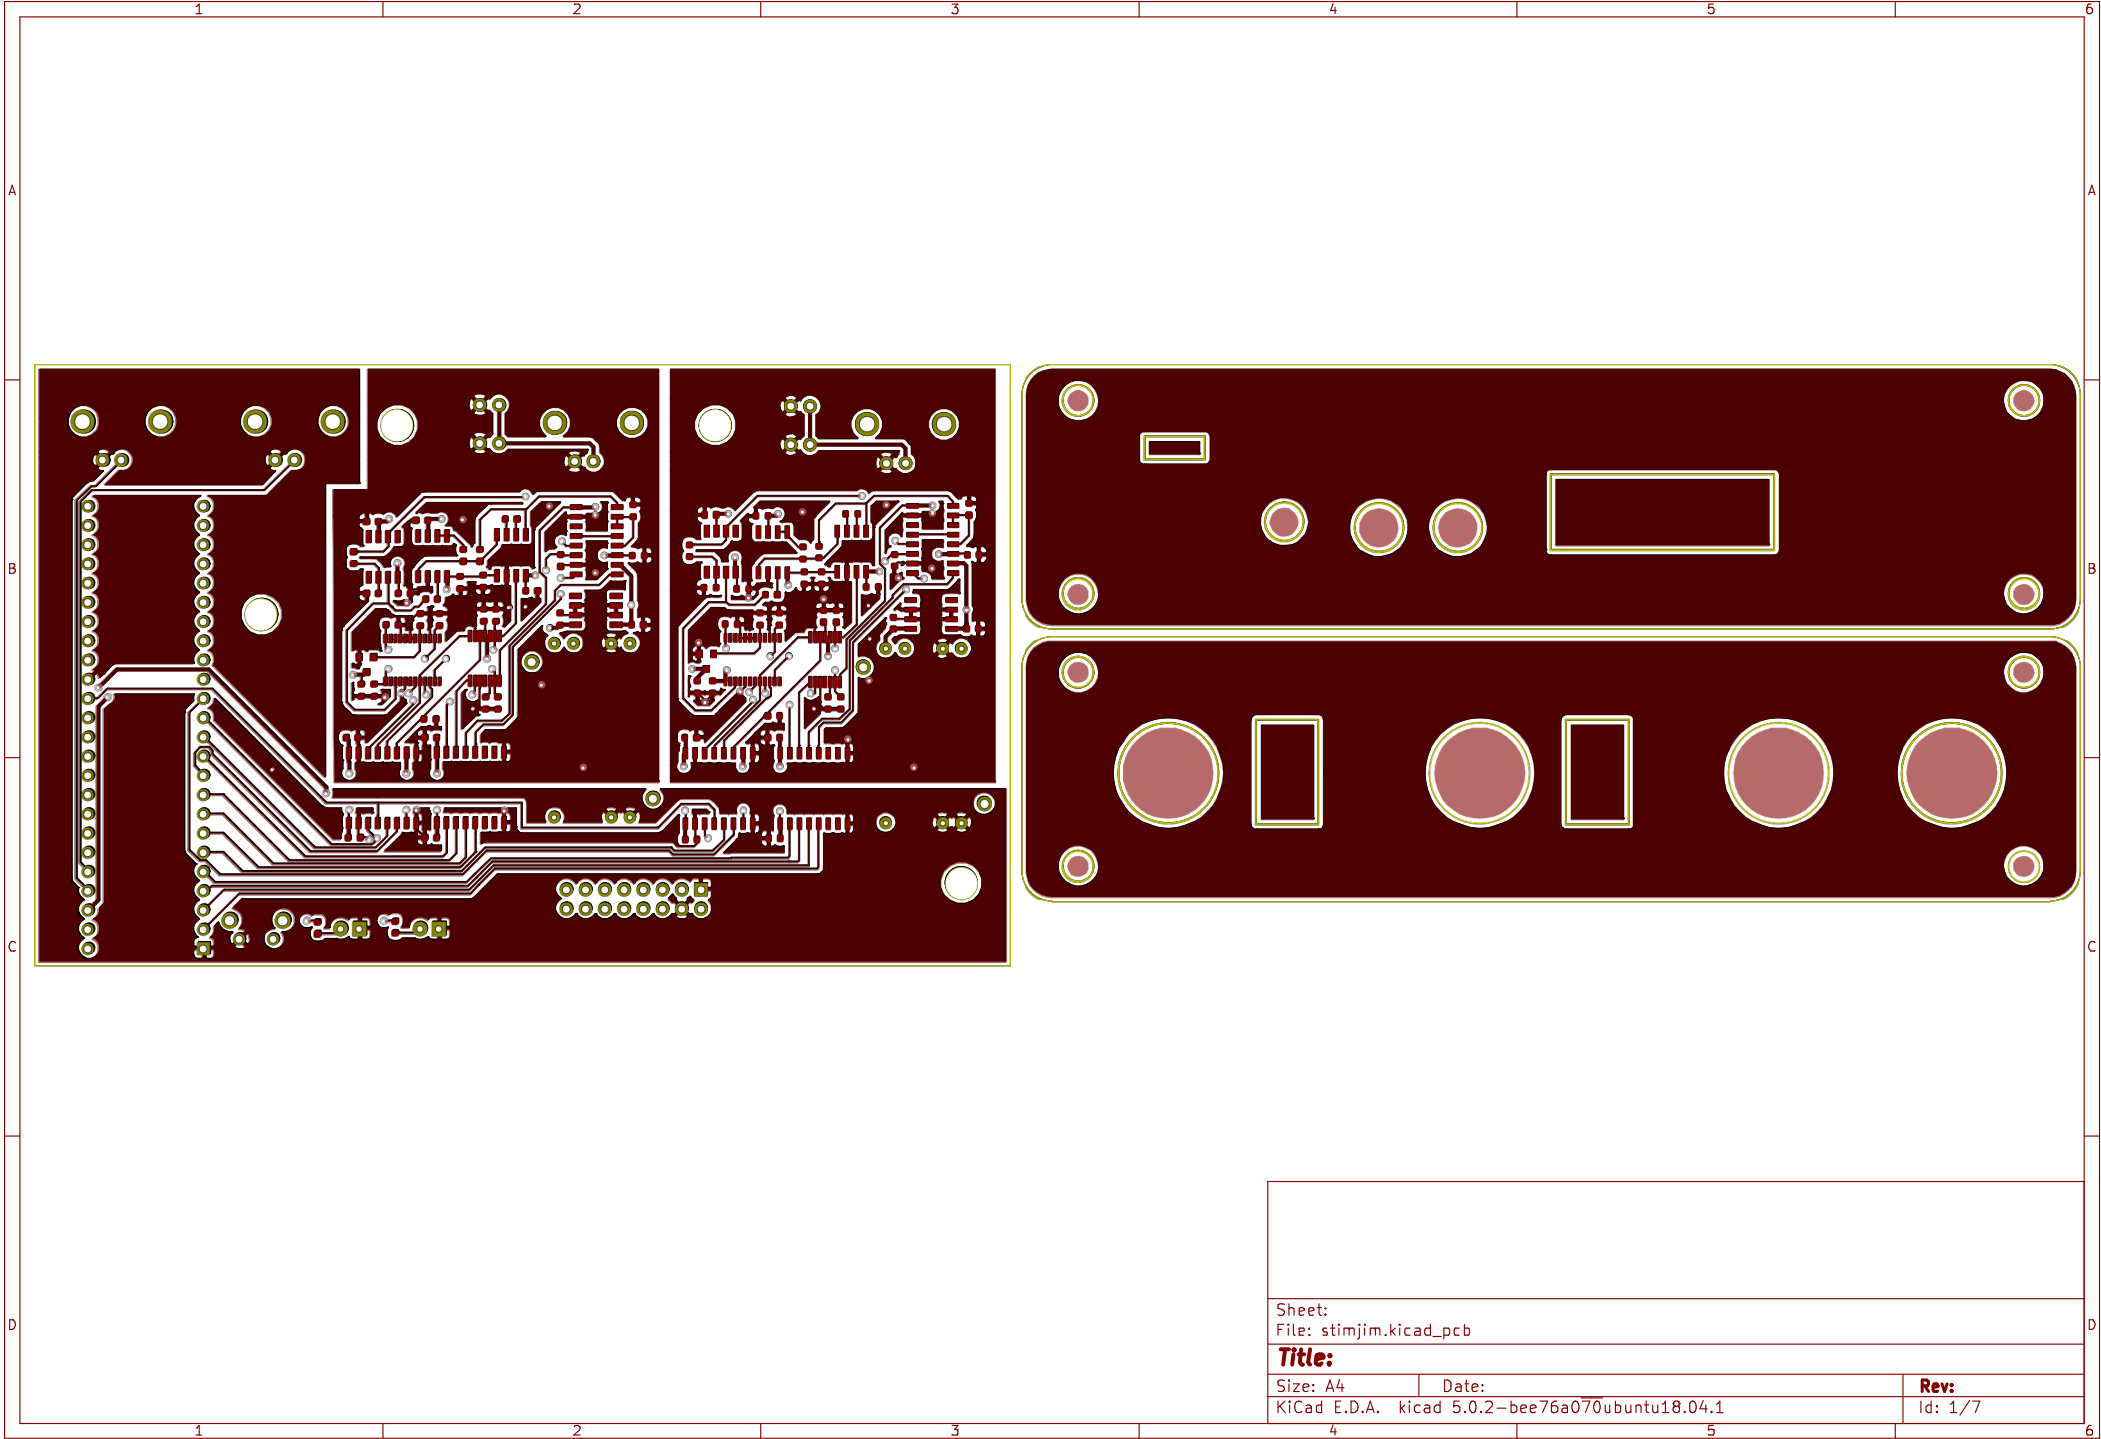 1 2 3 4 5 6
A A
B B
C C
D D
Sheet:
File: stimjim.kicad_pcb
Title:
Size: A4 Date: Rev:
KiCad E.D.A. kicad 5.0.2-bee76a070ubuntu18.04.1 Id: 1/7
1 2 3 4 5 6